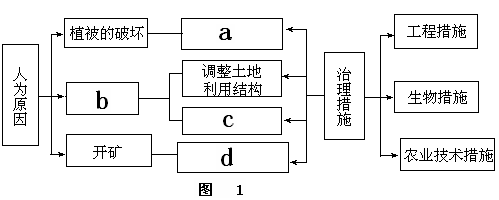 人为原因
植被的破坏
a
b
调整土地
利用结构
c
开矿
d
治理措施
工程措施
生物措施
农业技术措施
图 1